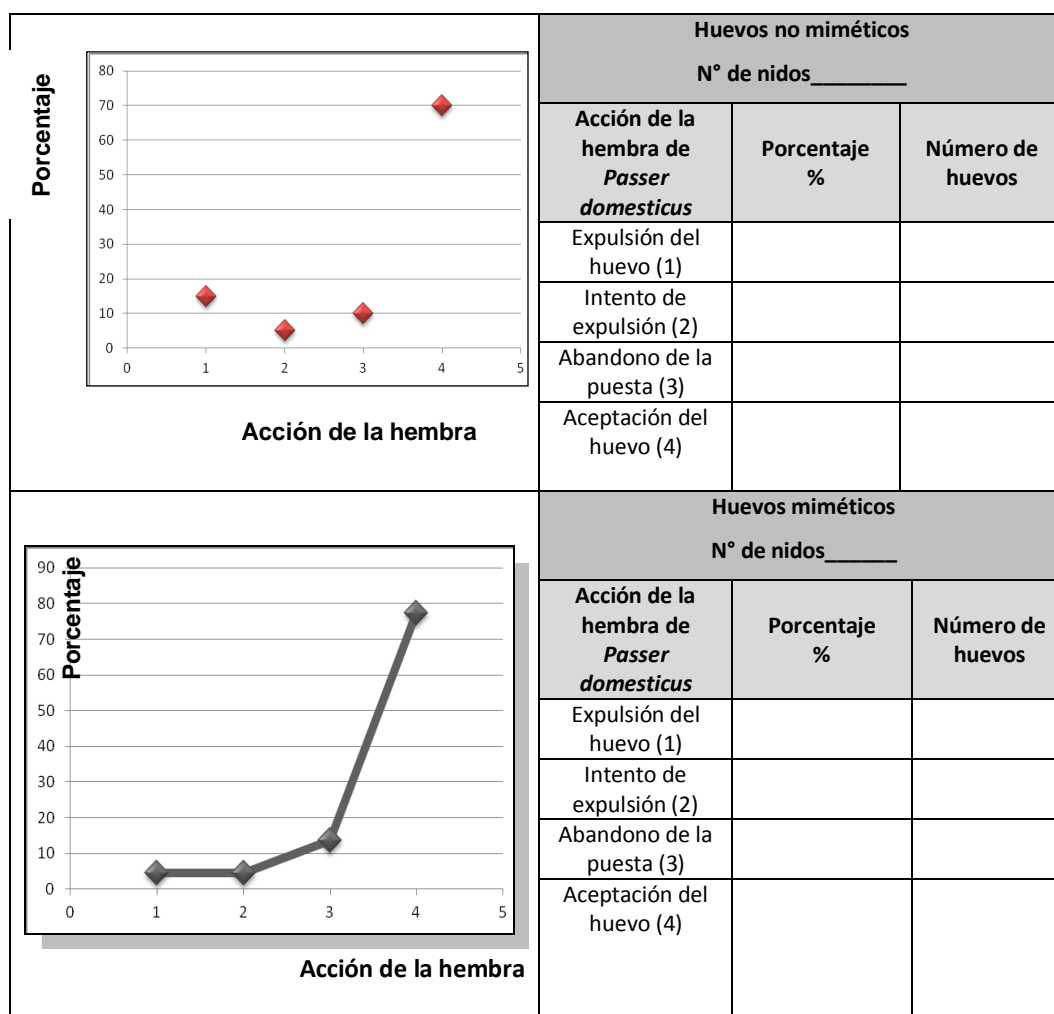 Porcentaje
80
70
60
50
40
30
20
10
0
0 1 2 3 4 5
Acción de la hembra
Huevos no miméticos
N° de nidos________
Acción de la
hembra de
Passer
domesticus
Porcentaje
%
Número de
huevos
Expulsión del
huevo (1)
Intento de
expulsión (2)
Abandono de la
puesta (3)
Aceptación del
huevo (4)
Porcentaje
90
80
70
60
50
40
30
20
10
0
0 1 2 3 4 5
Acción de la hembra
Huevos miméticos
N° de nidos______
Acción de la
hembra de
Passer
domesticus
Porcentaje
%
Número de
huevos
Expulsión del
huevo (1)
Intento de
expulsión (2)
Abandono de la
puesta (3)
Aceptación del
huevo (4)